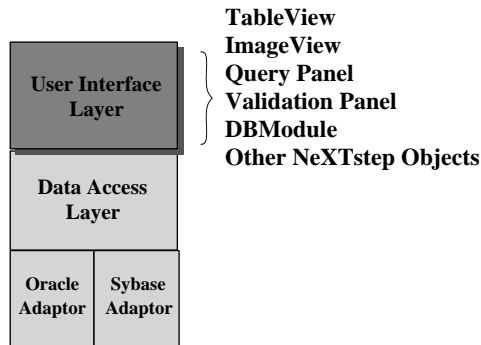 TableView
ImageView
Query Panel
Validation Panel
DBModule
Other NeXTstep Objects
User Interface
Layer
Data Access
Layer
Oracle
Adaptor
Sybase
Adaptor